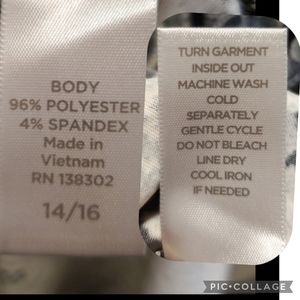 BODY
96% POLYESTER
4% SPANDEX
Made in
Vietnam
RN 138302
14/16
TURN GARMENT
INSIDE OUT
MACHINE WASH
COLD
SEPARATELY
GENTLE CYCLE
DO NOT BLEACH
LINE DRY
COOL IRON
IF NEEDED
PIC•COLLAGE